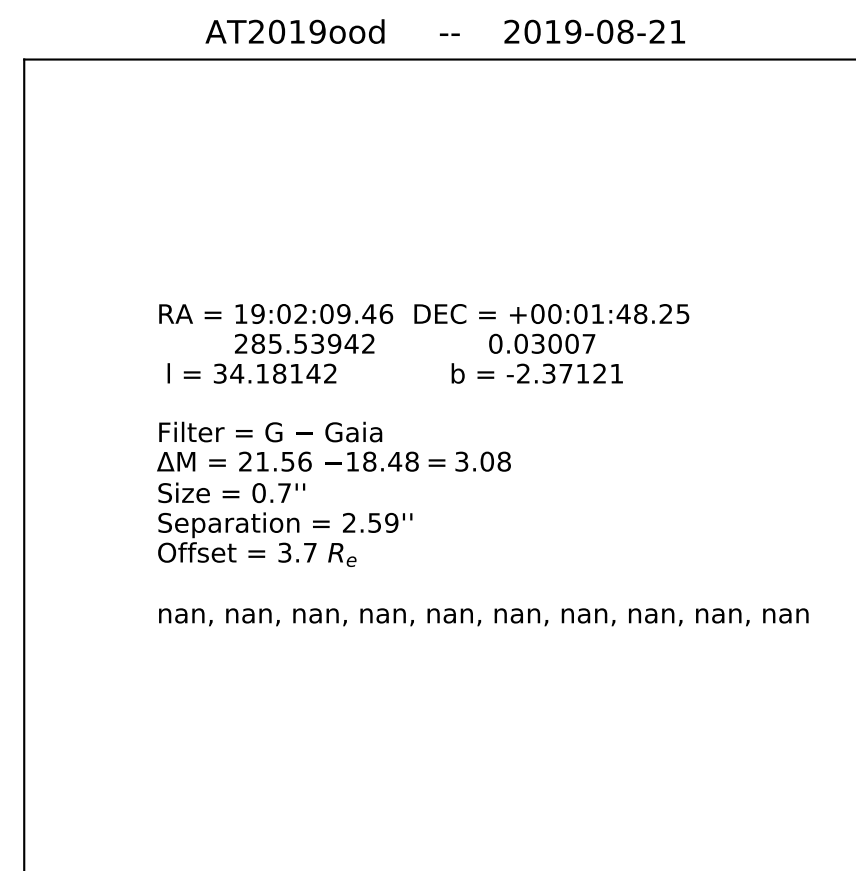 AT2019ood -- 2019-08-21
RA = 19:02:09.46 DEC = +00:01:48.25
285.53942 0.03007
l = 34.18142 b = -2.37121
Filter = G − Gaia
ΔM = 21.56 −18.48 = 3.08
Size = 0.7''
Separation = 2.59''
Offset = 3.7 Re
nan, nan, nan, nan, nan, nan, nan, nan, nan, nan